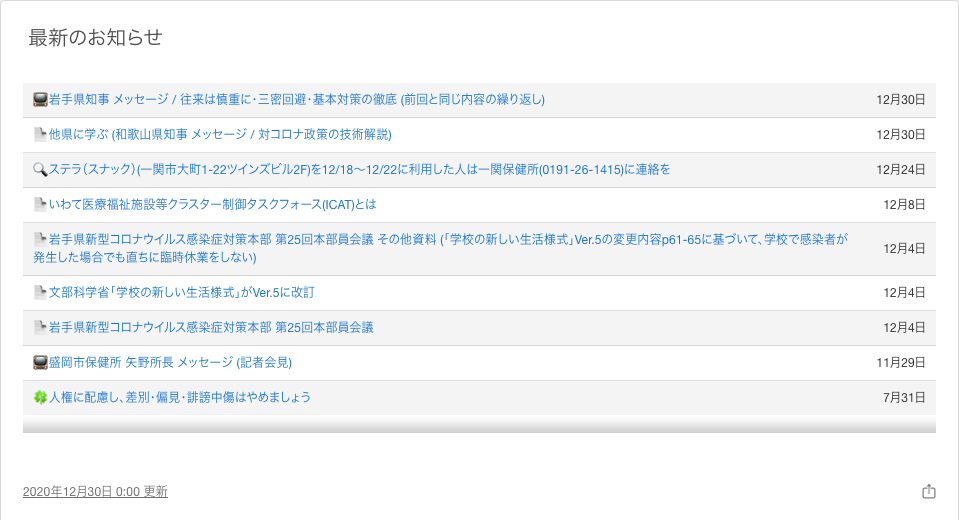 最新のお知らせ
岩手県知事 メッセージ / 往来は慎重に・三密回避・基本対策の徹底 (前回と同じ内容の繰り返し) 12月30日
他県に学ぶ (和歌山県知事 メッセージ / 対コロナ政策の技術解説) 12月30日
ステラ（スナック）(一関市大町1-22ツインズビル2F)を12/18〜12/22に利用した人は一関保健所(0191-26-1415)に連絡を 12月24日
いわて医療福祉施設等クラスター制御タスクフォース(ICAT)とは 12月8日
岩手県新型コロナウイルス感染症対策本部 第25回本部員会議 その他資料 (「学校の新しい生活様式」Ver.5の変更内容p61-65に基づいて、学校で感染者が
発生した場合でも直ちに臨時休業をしない) 12月4日
文部科学省「学校の新しい生活様式」がVer.5に改訂 12月4日
岩手県新型コロナウイルス感染症対策本部 第25回本部員会議 12月4日
盛岡市保健所 矢野所長 メッセージ (記者会見) 11月29日
人権に配慮し、差別・偏見・誹謗中傷はやめましょう 7月31日
2020年12月30日 0:00 更新